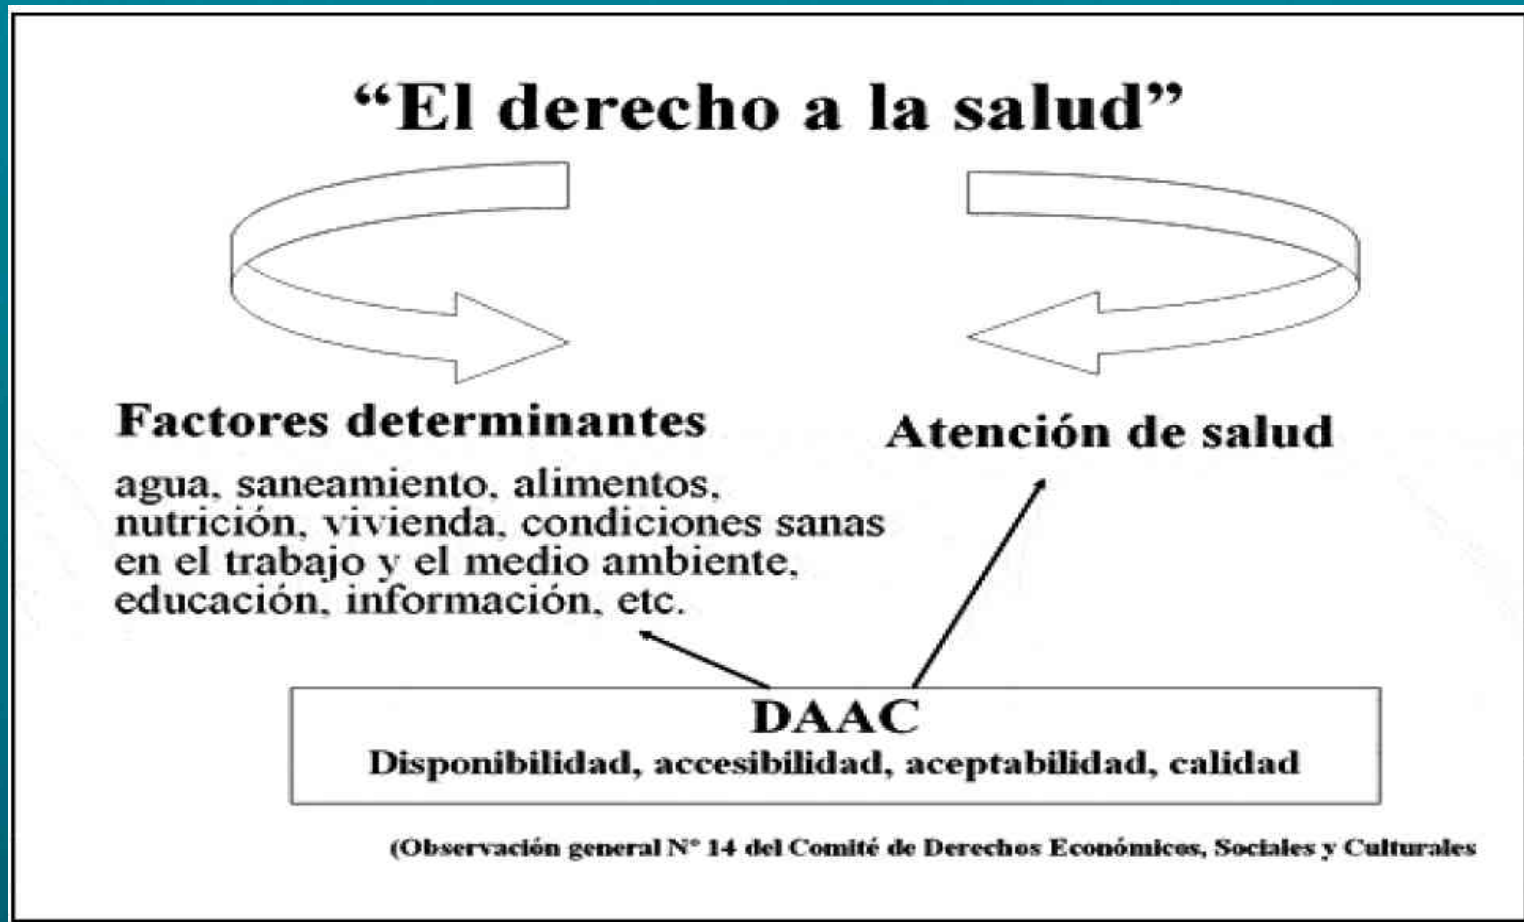 “El derecho a la salud”
Factores determinantes
agua, saneamiento, alimentos,
nutrición, vivienda, condiciones sanas
en el trabajo y el medio ambiente,
educación, información, etc.
Atención de salud
DAAC
Disponibilidad, accesibilidad, aceptabilidad, calidad
(Observación general N° 14 del Comité de Derechos Económicos, Sociales y Culturales